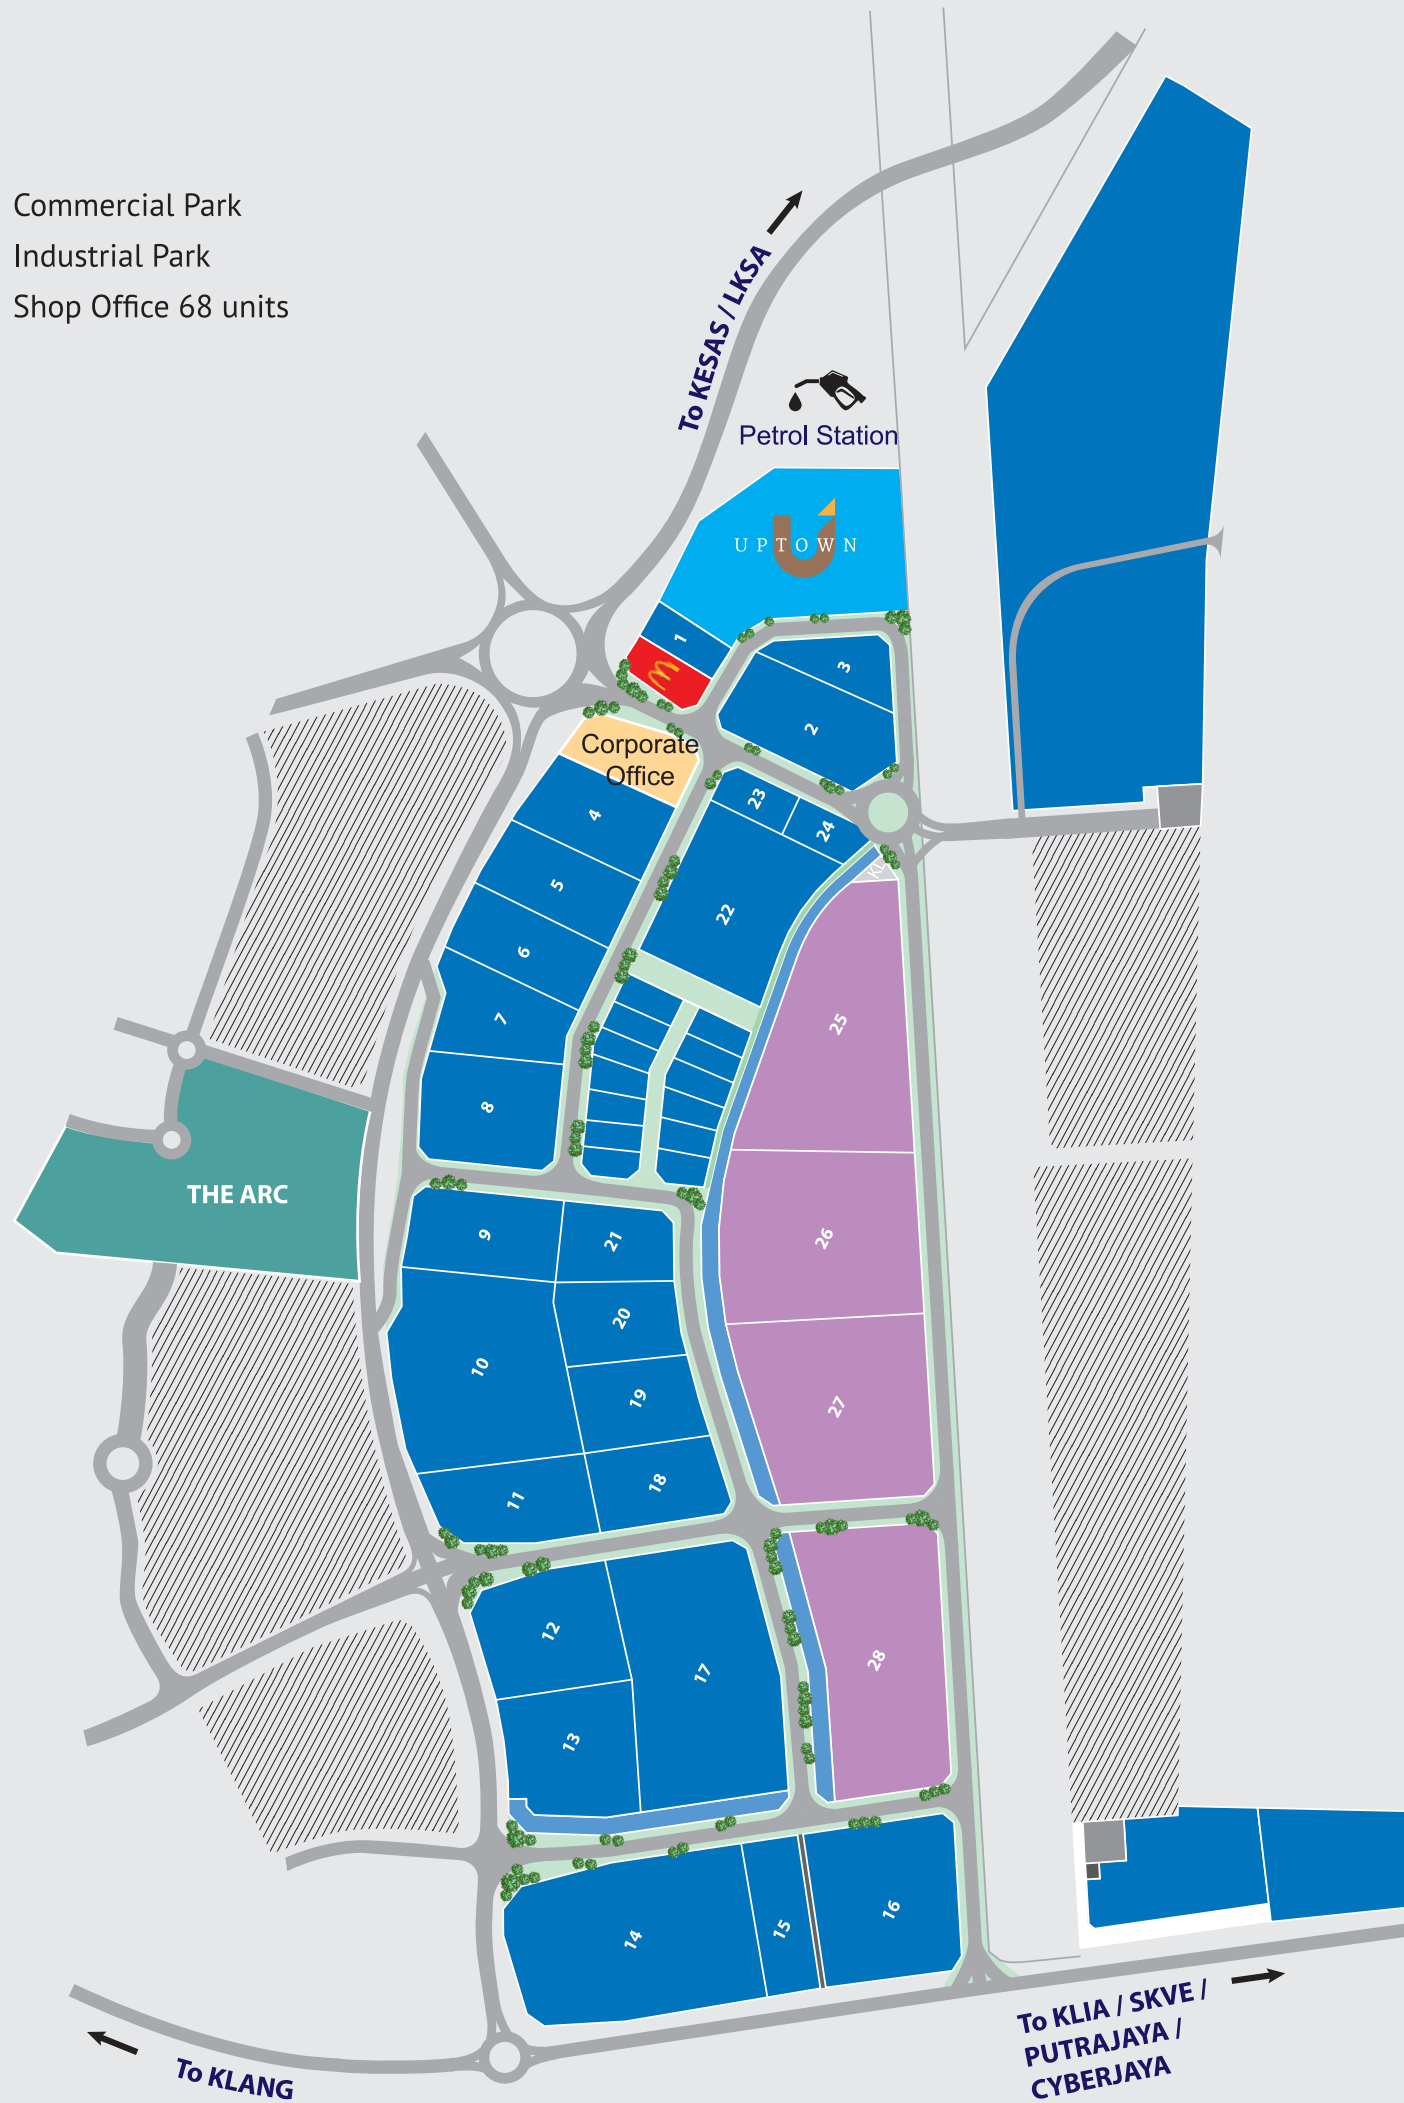 Commercial Park
Industrial Park
Shop Office 68 units
To KESAS / LKSA
Petrol Station
UPTOWN
1
3
2
Corporate
Office
23
24
4
5
22
6
25
7
8
THE ARC
9
21
26
20
10
19
27
18
11
12
17
28
13
16
15
14
To KLIA / SKVE /
PUTRAJAYA /
CYBERJAYA
To KLANG